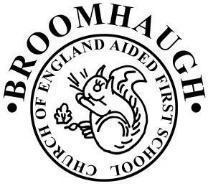 ·BROOMHAUGH·
CHURCH OF ENGLAND AIDED FIRST SCHOOL